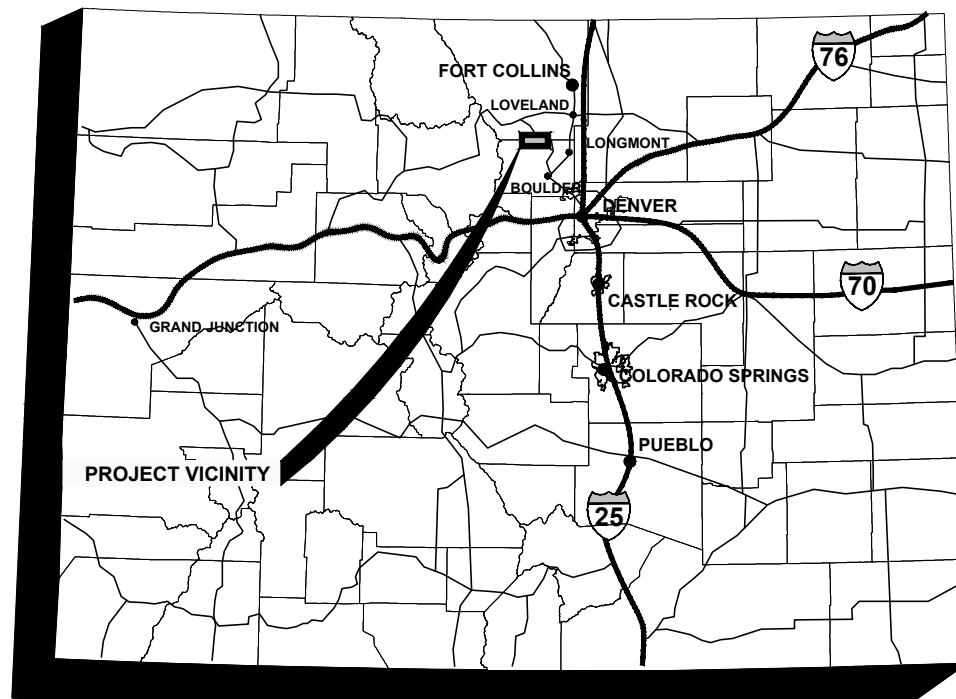 76
FORT COLLINS
LOVELAND
LONGMONT
BOULDER
DENVER
70
CASTLE ROCK
GRAND JUNCTION
COLORADO SPRINGS
PUEBLO
PROJECT VICINITY
25